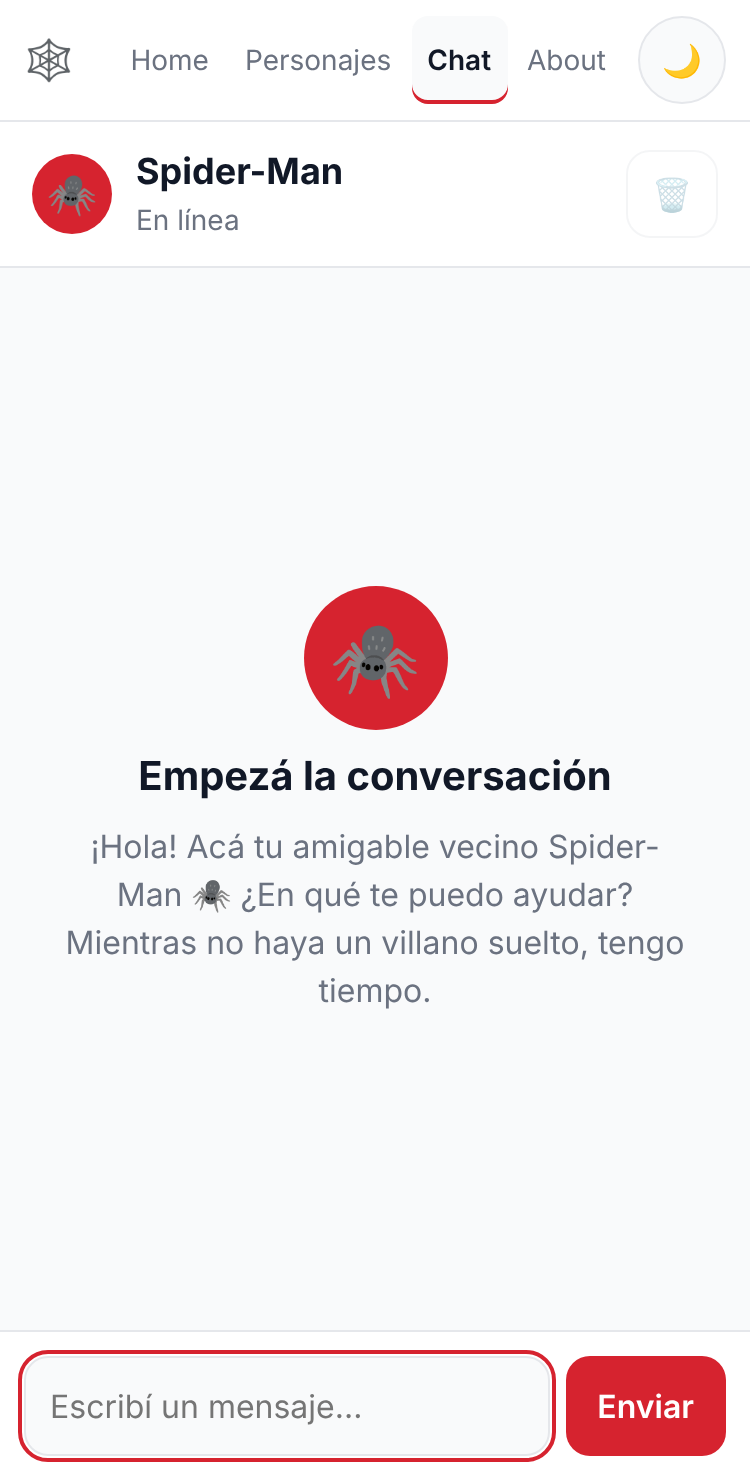 Home Personajes Chat About
Spider-Man
En línea
Empezá la conversación
¡Hola! Acá tu amigable vecino Spider-
Man 🕷️ ¿En qué te puedo ayudar?
Mientras no haya un villano suelto, tengo
tiempo.
Escribí un mensaje...
Enviar